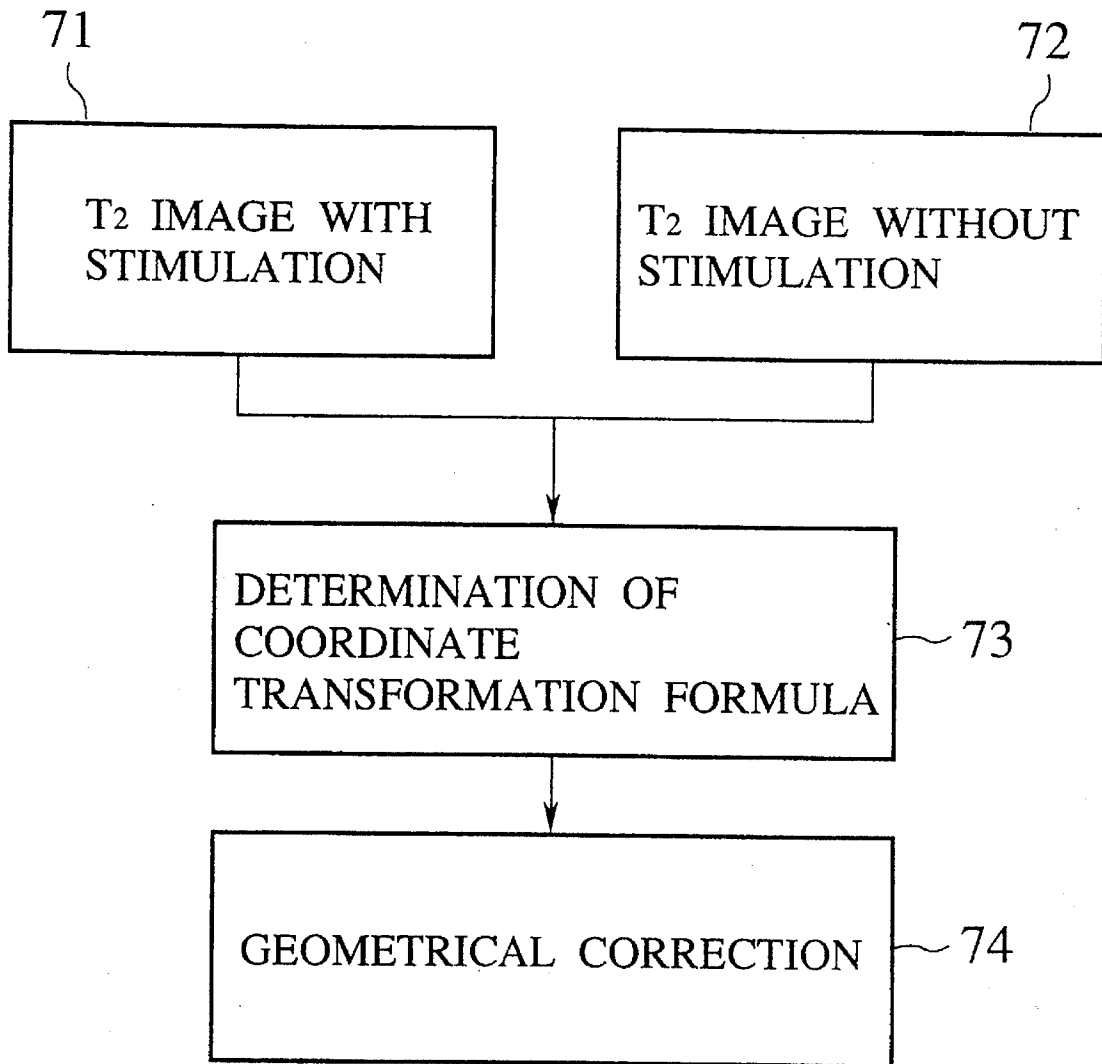 71
72
T2 IMAGE WITH
STIMULATION
T2 IMAGE WITHOUT
STIMULATION
DETERMINATION OF
COORDINATE
TRANSFORMATION FORMULA
73
GEOMETRICAL CORRECTION
74